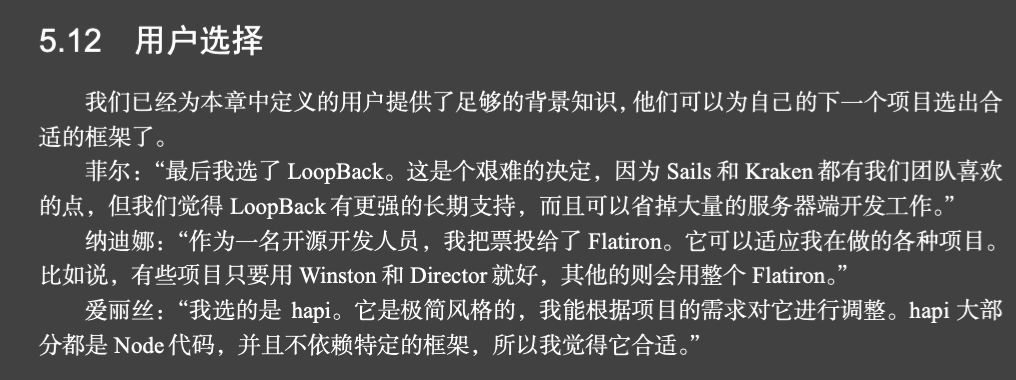 5.12 用户选择
我们已经为本章中定义的用户提供了足够的背景知识,他们可以为自己的下一个项目选出合
适的框架了。
菲尔：“最后我选了 LoopBack。这是个艰难的决定，因为 Sails 和 Kraken 都有我们团队喜欢
的点，但我们觉得 LoopBack 有更强的长期支持，而且可以省掉大量的服务器端开发工作。”
纳迪娜：“作为一名开源开发人员，我把票投给了 Flatiron。它可以适应我在做的各种项目。
比如说，有些项目只要用 Winston 和 Director 就好，其他的则会用整个 Flatiron。”
爱丽丝：“我选的是 hapi。它是极简风格的，我能根据项目的需求对它进行调整。hapi 大部
分都是 Node 代码，并且不依赖特定的框架，所以我觉得它合适。”